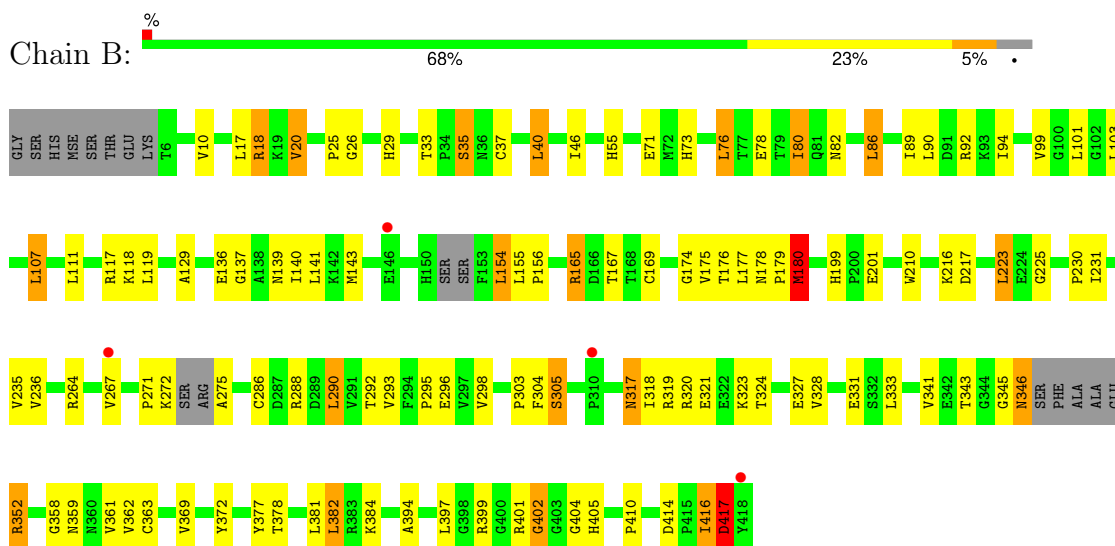 %
Chain B:
68% 23% 5% •
GLY SER HIS MSE SER THR GLU LYS T6 V10 L17 R18 K19 V20 P25 G26 H29 T33 P34 S35 N36 C37 L40 I46 H55 E71 M72 H73 L76 T77 E78 T79 I80 Q81 N82 L86 I89 L90 D91 R92 K93 I94 V99 G100 L101 G102 L103
L107 L111 R117 K118 L119 A129 E136 G137 A138 N139 I140 L141 K142 M143 E146 H150 SER SER F153 L154 L155 P156 R165 D166 T167 T168 C169 G174 V175 T176 L177 N178 P179 M180 H199 P200 E201 W210 K216 D217 L223 E224 G225 P230 I231
V235 V236 R264 V267 P271 K272 SER ARG A275 C286 D287 R288 D289 L290 V291 T292 V293 F294 P295 E296 V297 V298 P303 F304 S305 P310 N317 I318 R319 R320 E321 E322 K323 T324 E327 V328 E331 S332 L333 V341 E342 T343 G344 G345 N346 SER PHE ALA ALA GLU
R352 G358 N359 N360 V361 V362 C363 V369 Y372 Y377 T378 L381 L382 R383 K384 A394 L397 G398 R399 G400 R401 G402 G403 G404 H405 P410 D414 P415 I416 D417 Y418